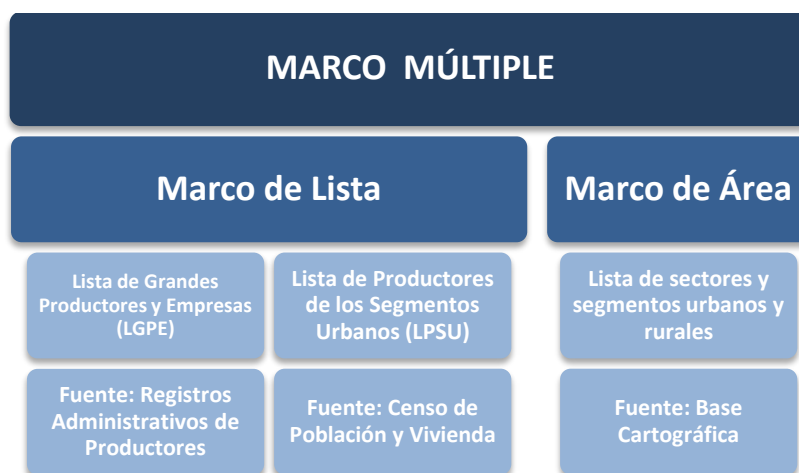 MARCO MÚLTIPLE
Marco de Lista
Marco de Área
Lista de Grandes
Productores y Empresas
(LGPE)
Lista de Productores
de los Segmentos
Urbanos (LPSU)
Lista de sectores y
segmentos urbanos y
rurales
Fuente: Registros
Administrativos de
Productores
Fuente: Censo de
Población y Vivienda
Fuente: Base
Cartográfica